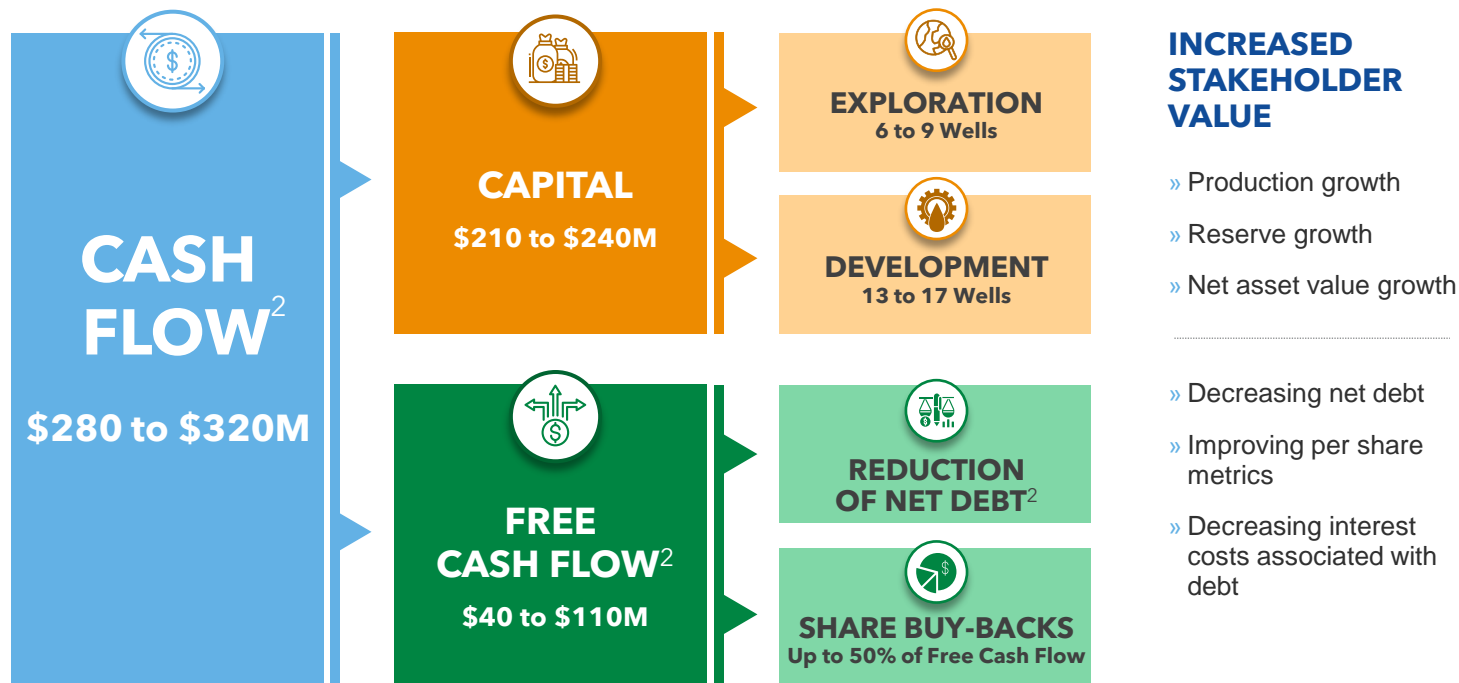 CASH
FLOW2
$280 to $320M
CAPITAL
$210 to $240M
EXPLORATION
6 to 9 Wells
DEVELOPMENT
13 to 17 Wells
FREE
CASH FLOW2
$40 to $110M
REDUCTION
OF NET DEBT2
SHARE BUY-BACKS
Up to 50% of Free Cash Flow
INCREASED
STAKEHOLDER
VALUE
» Production growth
» Reserve growth
» Net asset value growth
» Decreasing net debt
» Improving per share
metrics
» Decreasing interest
costs associated with
debt